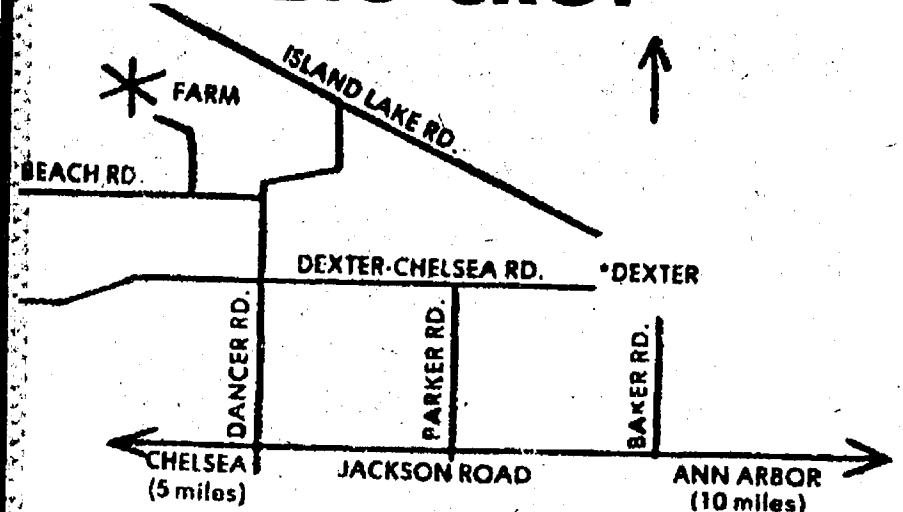 ISLAND LAKE RD.
FARM
BEACH RD.
DEXTER-CHELSEA RD.
*DEXTER
DANCER RD.
PARKER RD.
BAKER RD.
CHELSEA
(5 miles)
JACKSON ROAD
ANN ARBOR
(10 miles)